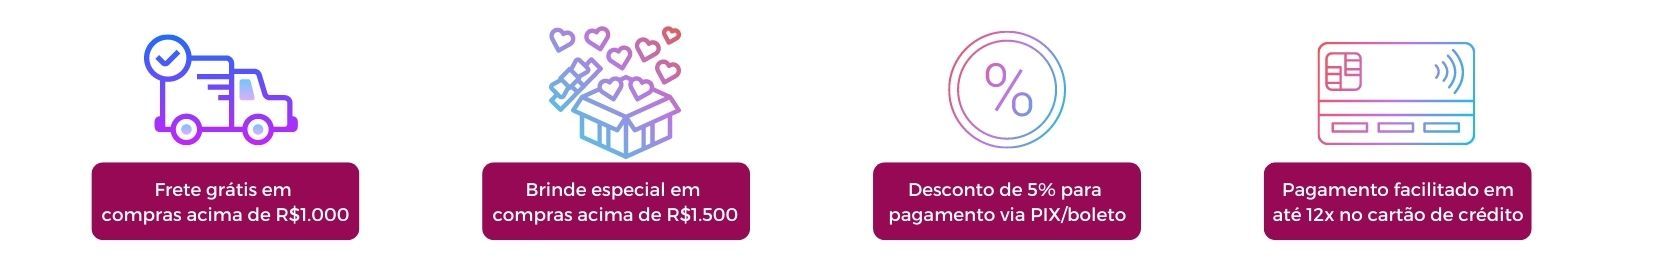 Frete grátis em
compras acima de R$1.000
Brinde especial em
compras acima de R$1.500
Desconto de 5% para
pagamento via PIX/boleto
Pagamento facilitado em
até 12x no cartão de crédito